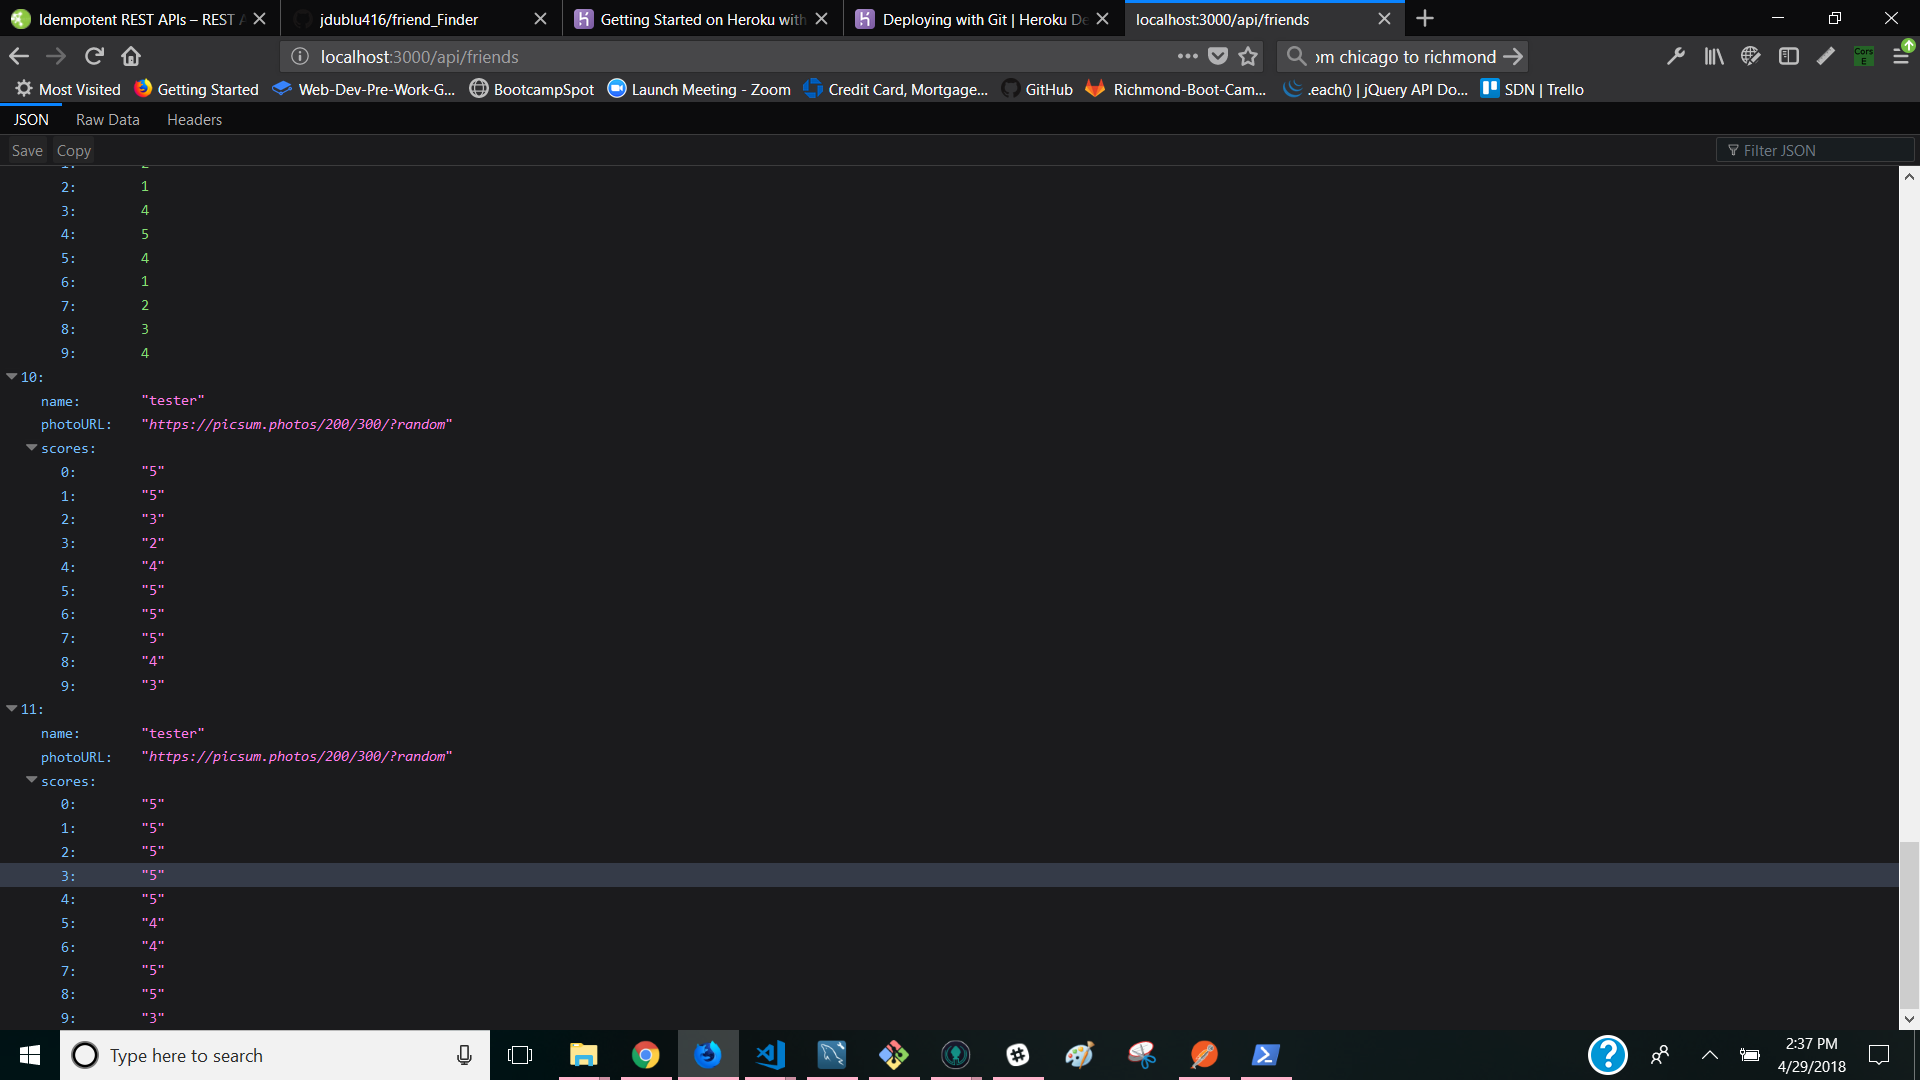 Idempotent REST APIs – REST A
jdublu416/friend_Finder
Getting Started on Heroku with
Deploying with Git | Heroku De
localhost:3000/api/friends
localhost:3000/api/friends
om chicago to richmond
Most Visited
Getting Started
Web-Dev-Pre-Work-G...
BootcampSpot
Launch Meeting - Zoom
Credit Card, Mortgage...
GitHub
Richmond-Boot-Cam...
.each() | jQuery API Do...
SDN | Trello
JSON Raw Data Headers
Save Copy
Filter JSON
2: 1
3: 4
4: 5
5: 4
6: 1
7: 2
8: 3
9: 4
10:
name: "tester"
photoURL: "https://picsum.photos/200/300/?random"
scores:
0: "5"
1: "5"
2: "3"
3: "2"
4: "4"
5: "5"
6: "5"
7: "5"
8: "4"
9: "3"
11:
name: "tester"
photoURL: "https://picsum.photos/200/300/?random"
scores:
0: "5"
1: "5"
2: "5"
3: "5"
4: "5"
5: "4"
6: "4"
7: "5"
8: "5"
9: "3"
Type here to search
2:37 PM
4/29/2018